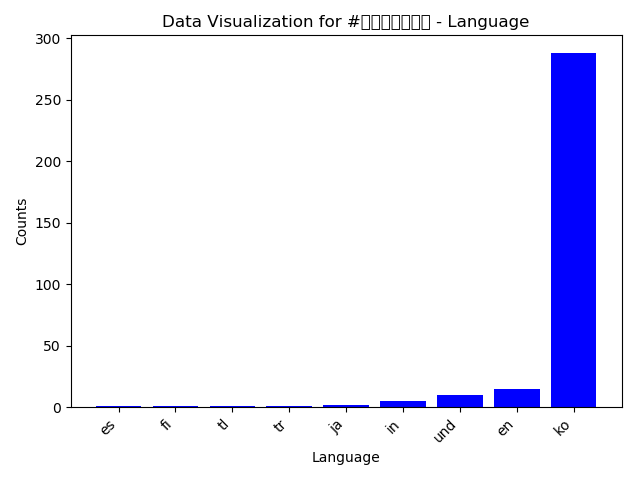 Data Visualization for #▯▯▯▯▯▯▯ - Language
Counts
300
250
200
150
100
50
0
es
fi
tl
tr
ja
in
und
en
ko
Language